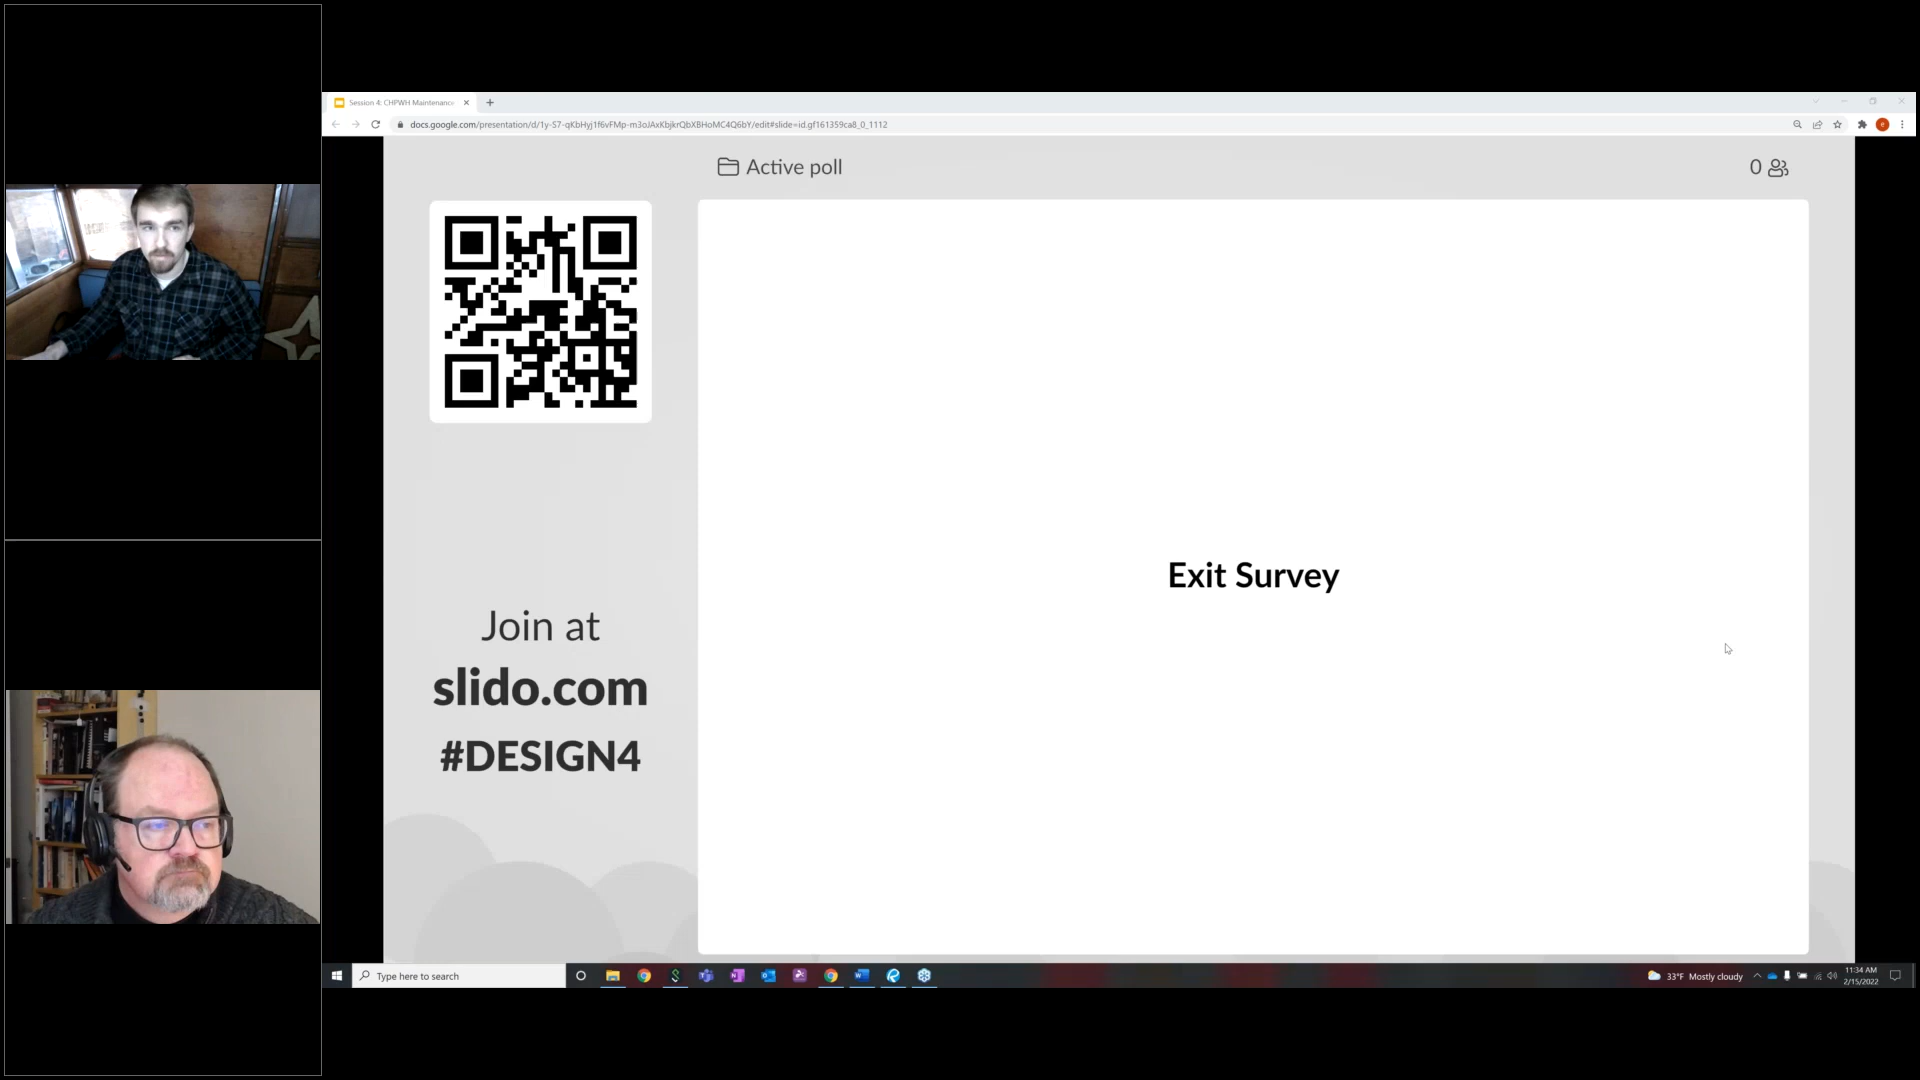 Session 4: CHPWH Maintenance
docs.google.com/presentation/d/1y-S7-qKbHyj1f6vFMp-m3oJAxKbjkrQbXBHoMC4Q6bY/edit#slide=id.gf161359ca8_0_1112
Active poll
0
Exit Survey
Join at
slido.com
#DESIGN4
Type here to search
33°F Mostly cloudy
11:34 AM
2/15/2022